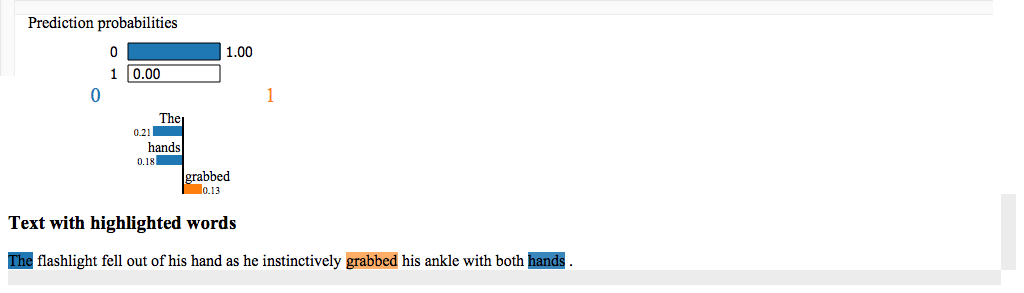 Prediction probabilities
0 1.00
1 0.00
0 1
The
0.21
hands
0.18
grabbed
0.13
Text with highlighted words
The flashlight fell out of his hand as he instinctively grabbed his ankle with both hands .